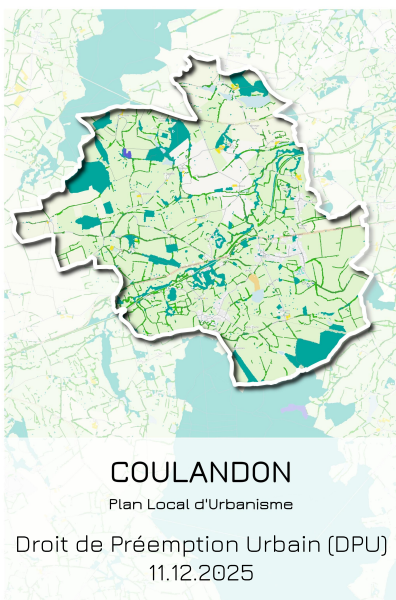 COULANDON
Plan Local d'Urbanisme
Droit de Préemption Urbain (DPU)
11.12.2025